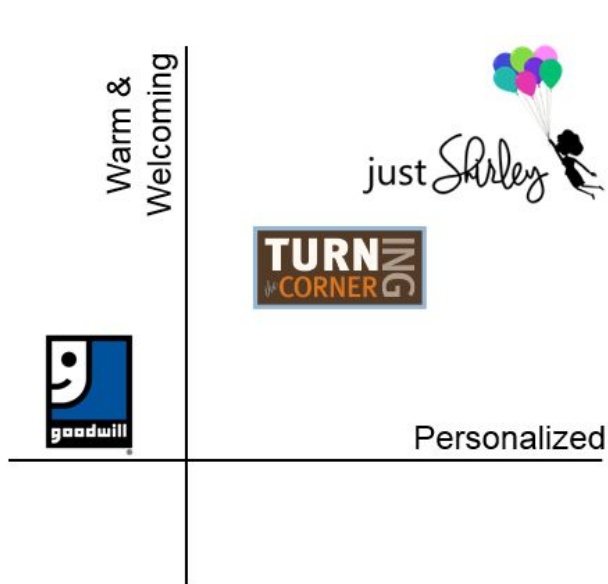 Warm &
Welcoming
just Shirley
TURNING
the CORNER
goodwill
Personalized